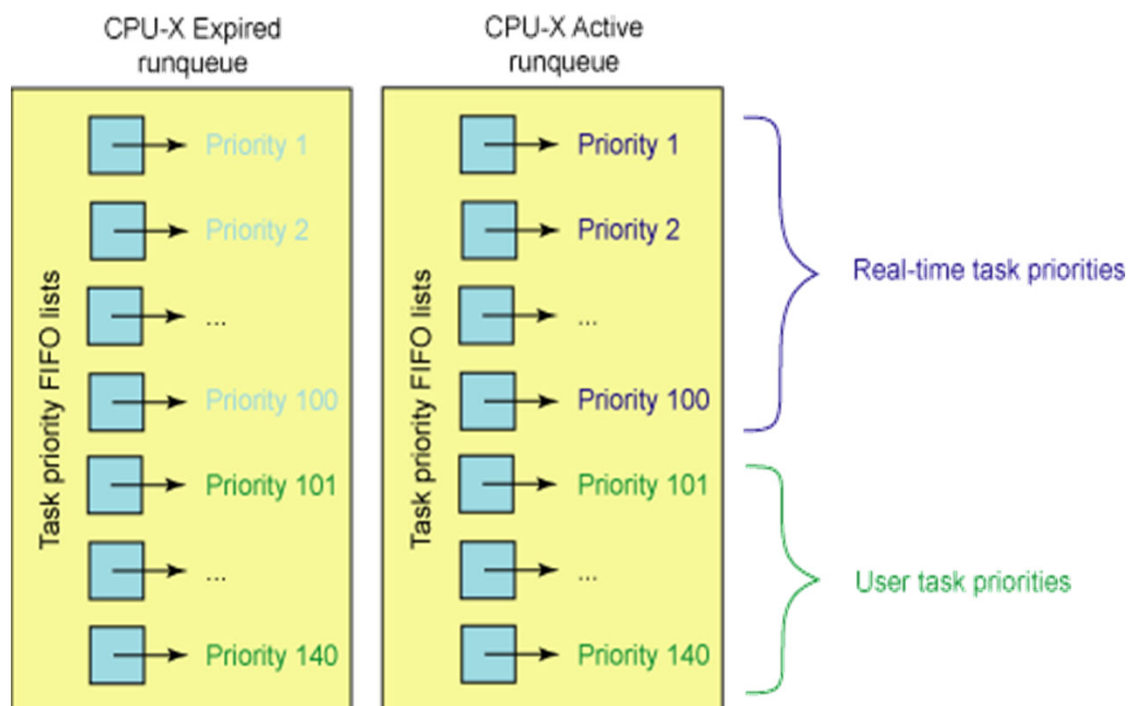 CPU-X Expired
runqueue
Task priority FIFO lists
Priority 1
Priority 2
...
Priority 100
Priority 101
...
Priority 140
CPU-X Active
runqueue
Task priority FIFO lists
Priority 1
Priority 2
...
Priority 100
Priority 101
...
Priority 140
Real-time task priorities
User task priorities